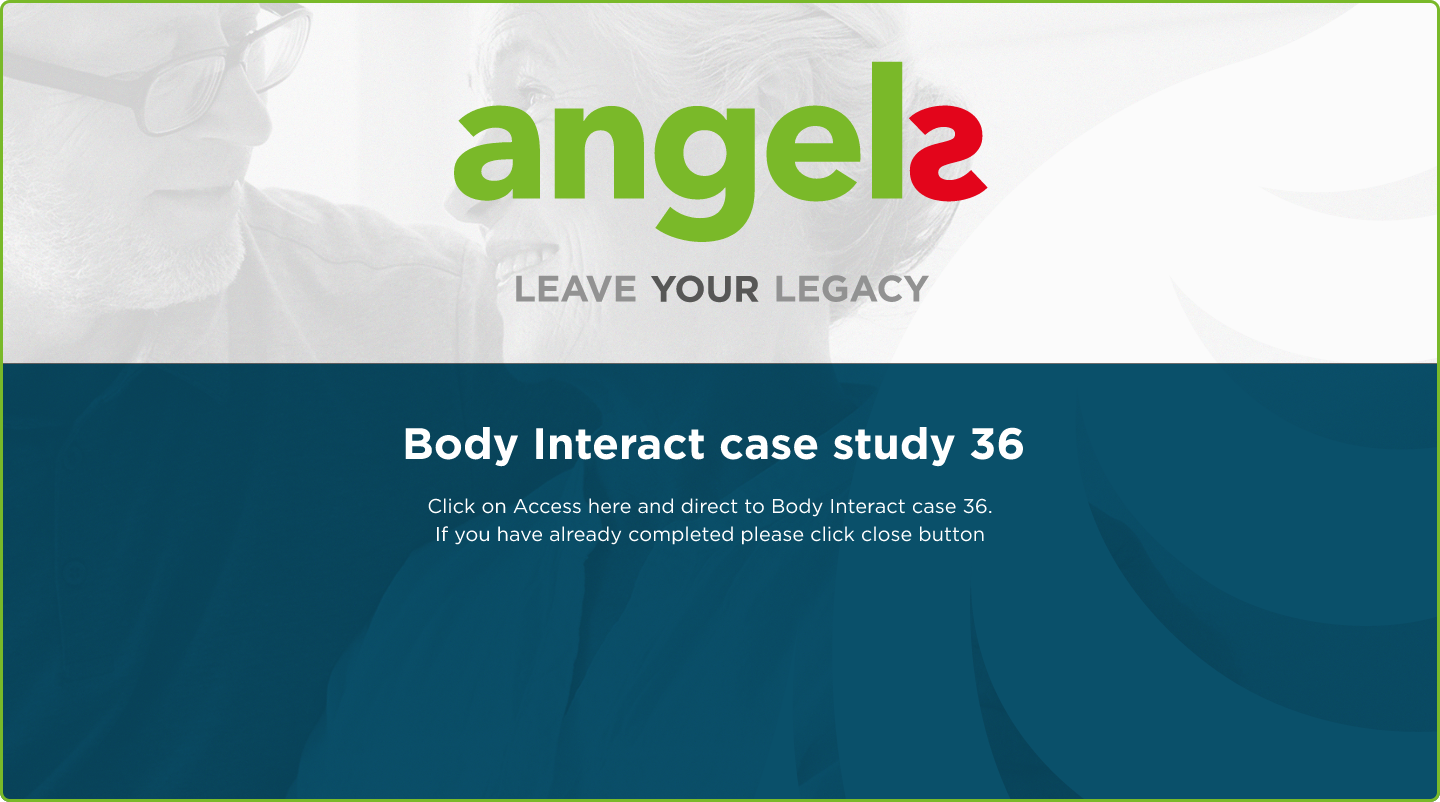 angels
LEAVE YOUR LEGACY
Body Interact case study 36
Click on Access here and direct to Body Interact case 36.
If you have already completed please click close button